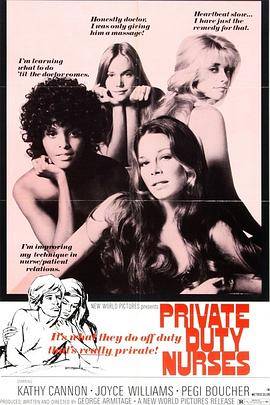 Honestly doctor,
I was only giving
him a massage!
Heartbeat slow...
I have just the
remedy for that.
I'm learning
what to do
'til the doctor comes.
I'm improving
my technique in
nurse/patient
relations.
NEW WORLD PICTURES presents
PRIVATE
DUTY
NURSES
It's what they do off duty
that's really private!
STARRING
KATHY CANNON • JOYCE WILLIAMS • PEGI BOUCHER
PRODUCED, WRITTEN AND DIRECTED BY GEORGE ARMITAGE • A NEW WORLD PICTURES RELEASE
R